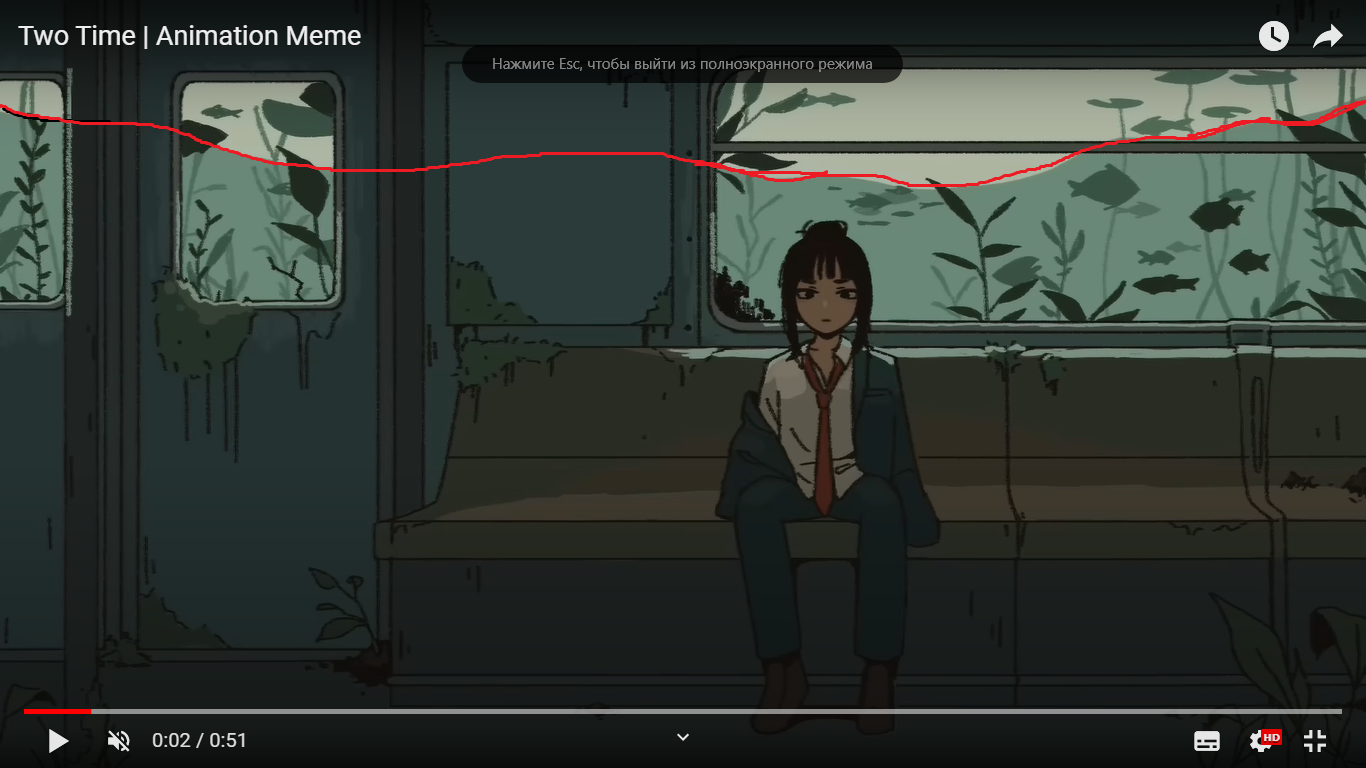 Two Time | Animation Meme
Нажмите Esc, чтобы выйти из полноэкранного режима
0:02 / 0:51
HD